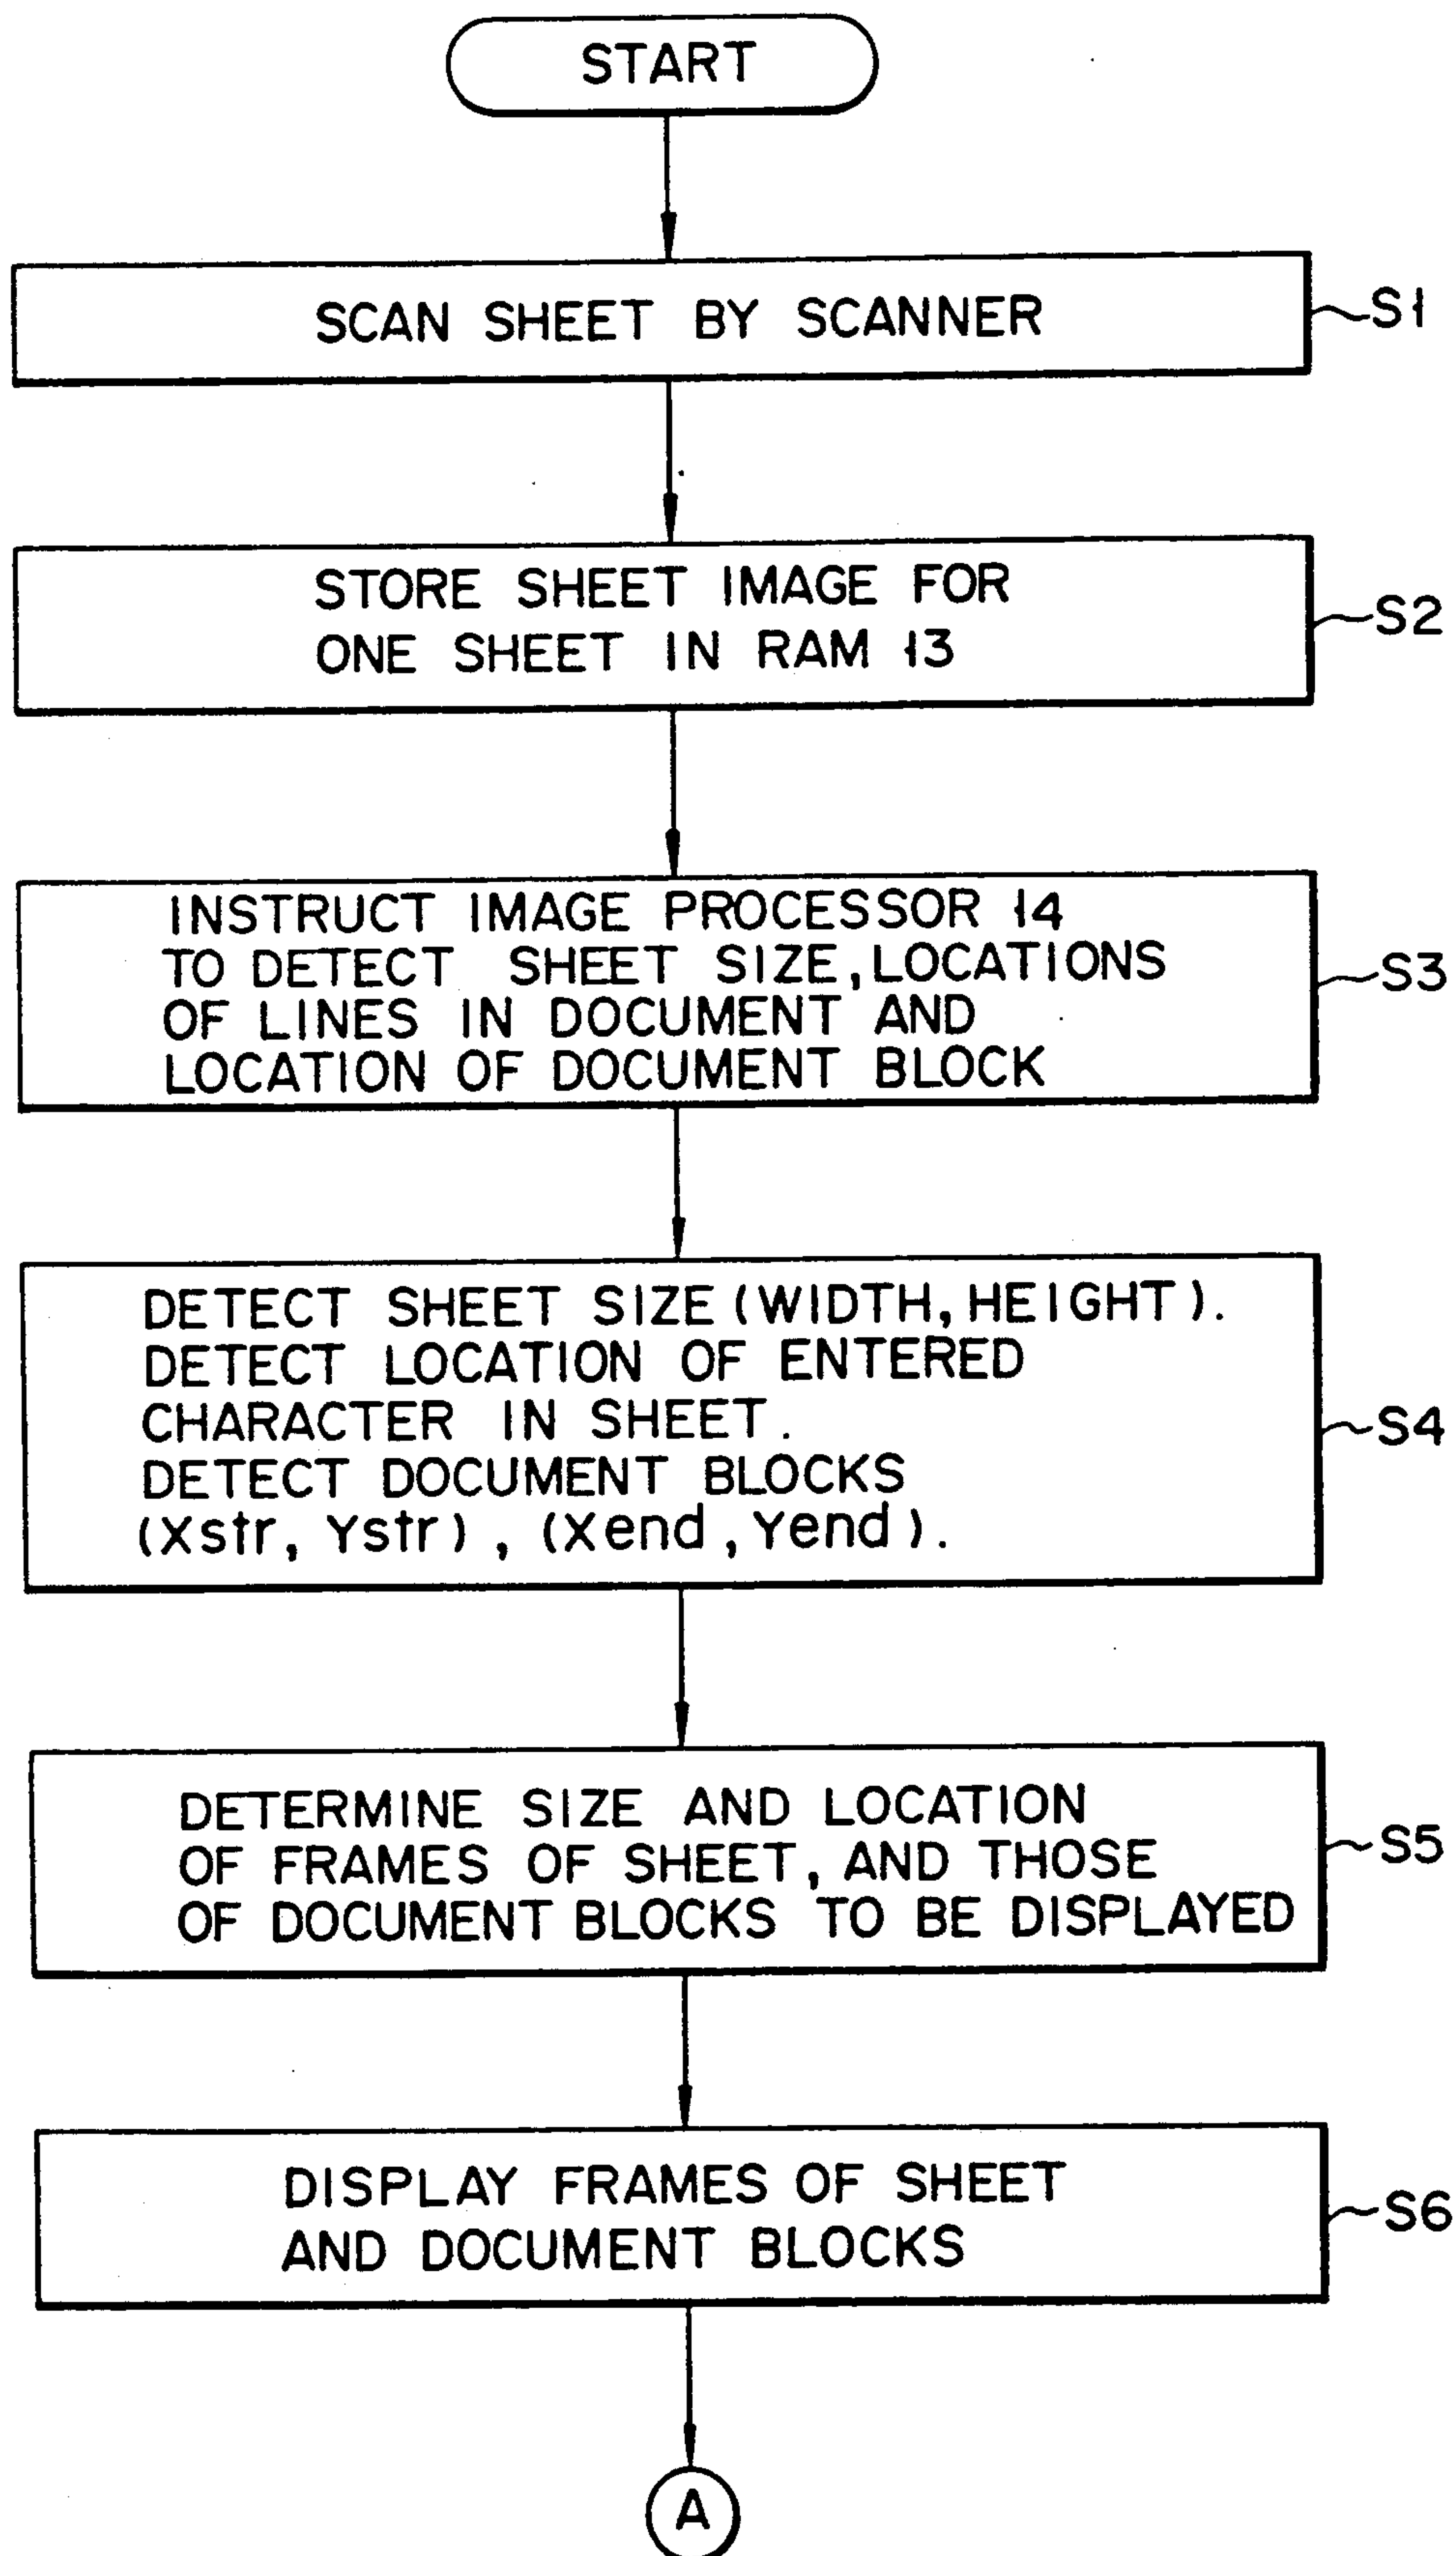 START
SCAN SHEET BY SCANNER
S1
STORE SHEET IMAGE FOR
ONE SHEET IN RAM 13
S2
INSTRUCT IMAGE PROCESSOR 14
TO DETECT SHEET SIZE, LOCATIONS
OF LINES IN DOCUMENT AND
LOCATION OF DOCUMENT BLOCK
S3
DETECT SHEET SIZE (WIDTH, HEIGHT).
DETECT LOCATION OF ENTERED
CHARACTER IN SHEET.
DETECT DOCUMENT BLOCKS
(Xstr, Ystr), (Xend, Yend).
S4
DETERMINE SIZE AND LOCATION
OF FRAMES OF SHEET, AND THOSE
OF DOCUMENT BLOCKS TO BE DISPLAYED
S5
DISPLAY FRAMES OF SHEET
AND DOCUMENT BLOCKS
S6
A